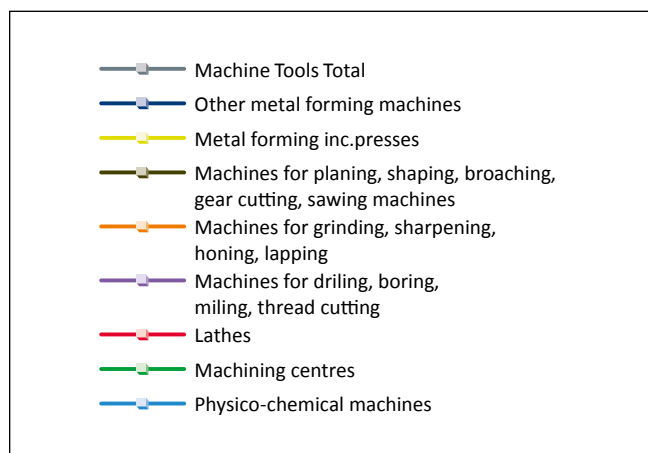 Machine Tools Total
Other metal forming machines
Metal forming inc.presses
Machines for planing, shaping, broaching,
gear cutting, sawing machines
Machines for grinding, sharpening,
honing, lapping
Machines for driling, boring,
miling, thread cutting
Lathes
Machining centres
Physico-chemical machines